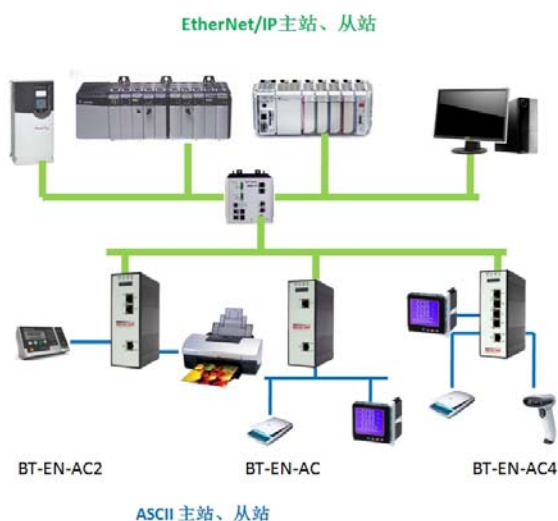 EtherNet/IP主站、从站
BT-EN-AC2
BT-EN-AC
BT-EN-AC4
ASCII 主站、从站